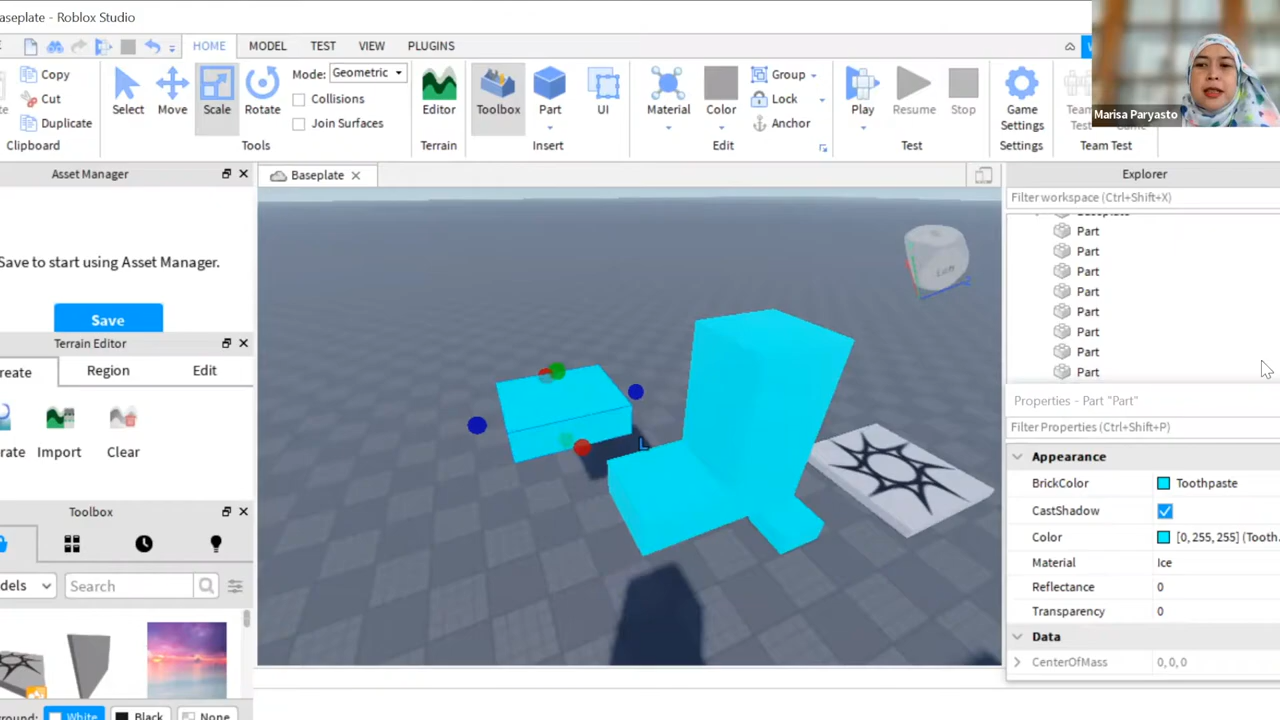 aseplate - Roblox Studio
HOME MODEL TEST VIEW PLUGINS
Copy
Cut
Duplicate
Clipboard
Select Move Scale Rotate
Mode: Geometric
Collisions
Join Surfaces
Tools
Editor
Terrain
Toolbox Part UI
Insert
Material Color
Group
Lock
Anchor
Edit
Play Resume Stop
Test
Game
Settings
Settings
Team
Test
Team Test
Marisa Paryasto
Asset Manager
Save to start using Asset Manager.
Save
Terrain Editor
reate Region Edit
rate Import Clear
Toolbox
dels Search
round: White Black None
Baseplate
Left
Explorer
Filter workspace (Ctrl+Shift+X)
Baseplate
Part
Part
Part
Part
Part
Part
Part
Part
Properties - Part "Part"
Filter Properties (Ctrl+Shift+P)
Appearance
BrickColor Toothpaste
CastShadow
Color [0, 255, 255] (Tooth...
Material Ice
Reflectance 0
Transparency 0
Data
CenterOfMass 0, 0, 0